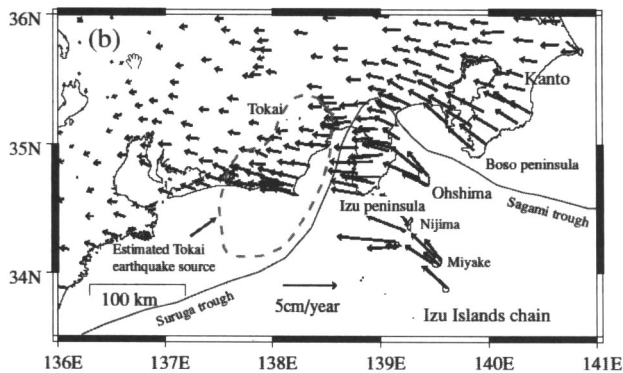 36N
(b)
Kanto
Tokai
35N
Boso peninsula
Ohshima
Sagami trough
Izu peninsula
Nijima
Estimated Tokai
earthquake source
Miyake
34N
100 km
Suruga trough
5cm/year
Izu Islands chain
136E
137E
138E
139E
140E
141E